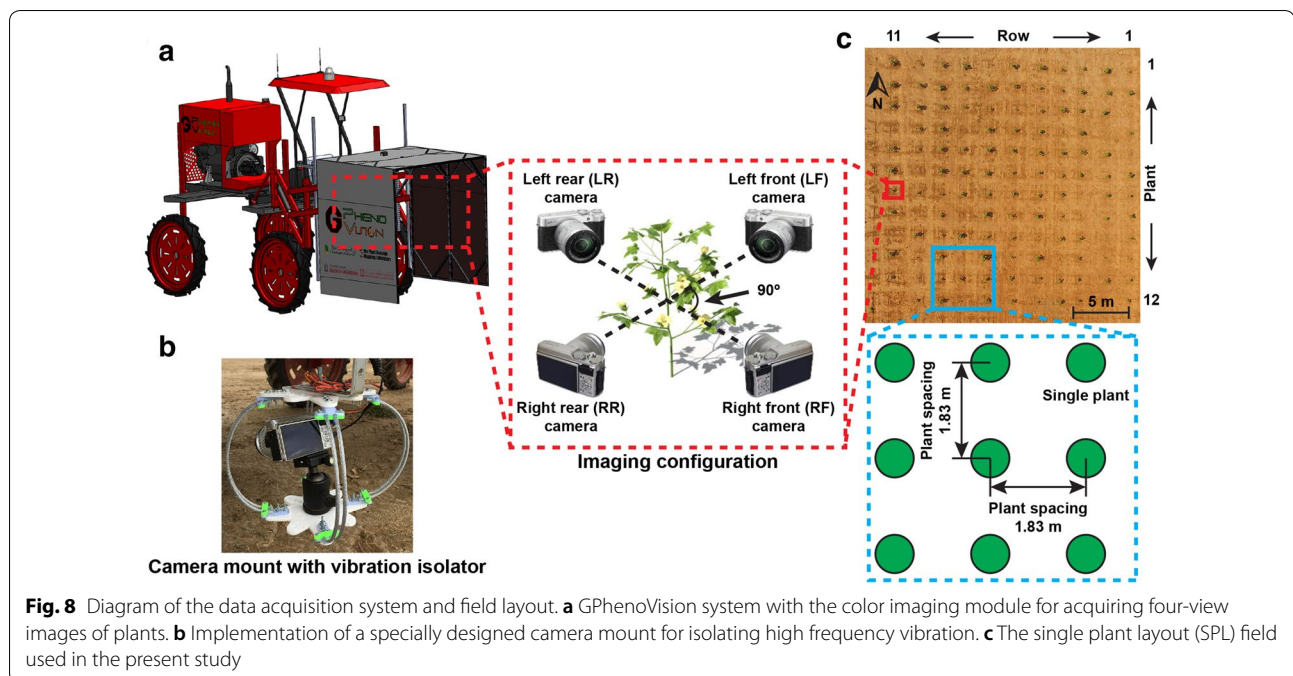 a
G PHENO
VISION
b
Camera mount with vibration isolator
Left rear (LR)
camera
Left front (LF)
camera
90º
Right rear (RR)
camera
Right front (RF)
camera
Imaging configuration
c
11
Row
1
1
N
Plant
5 m
12
Plant spacing
1.83 m
Single plant
Plant spacing
1.83 m
Fig. 8 Diagram of the data acquisition system and field layout. a GPhenoVision system with the color imaging module for acquiring four-view
images of plants. b Implementation of a specially designed camera mount for isolating high frequency vibration. c The single plant layout (SPL) field
used in the present study